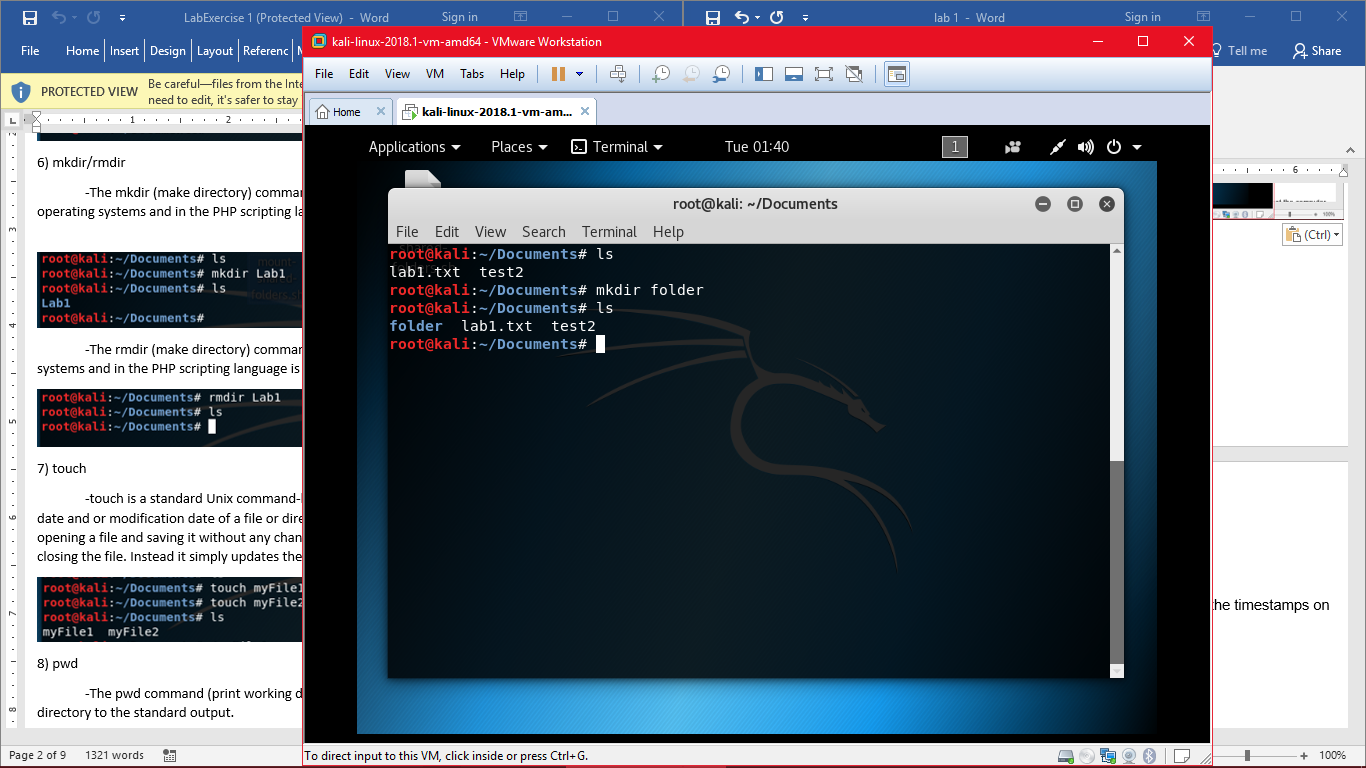 LabExercise 1 (Protected View) - Word
Sign in
lab 1 - Word
Sign in
File
Home
Insert
Design
Layout
Referenc
Tell me
Share
PROTECTED VIEW
Be careful—files from the Inte
need to edit, it's safer to stay
kali-linux-2018.1-vm-amd64 - VMware Workstation
File Edit View VM Tabs Help
Home
kali-linux-2018.1-vm-am...
Applications
Places
Terminal
Tue 01:40
1
root@kali: ~/Documents
File Edit View Search Terminal Help
root@kali:~/Documents# ls
lab1.txt test2
root@kali:~/Documents# mkdir folder
root@kali:~/Documents# ls
folder lab1.txt test2
root@kali:~/Documents#
6) mkdir/rmdir
-The mkdir (make directory) comman
operating systems and in the PHP scripting la
root@kali:~/Documents# ls
root@kali:~/Documents# mkdir Lab1
root@kali:~/Documents# ls
Lab1
root@kali:~/Documents#
-The rmdir (make directory) comman
systems and in the PHP scripting language is
root@kali:~/Documents# rmdir Lab1
root@kali:~/Documents# ls
root@kali:~/Documents#
7) touch
-touch is a standard Unix command-l
date and or modification date of a file or dire
opening a file and saving it without any chan
closing the file. Instead it simply updates the
root@kali:~/Documents# touch myFile1
root@kali:~/Documents# touch myFile2
root@kali:~/Documents# ls
myFile1 myFile2
8) pwd
-The pwd command (print working d
directory to the standard output.
(Ctrl)
the timestamps on
Page 2 of 9
1321 words
To direct input to this VM, click inside or press Ctrl+G.
100%